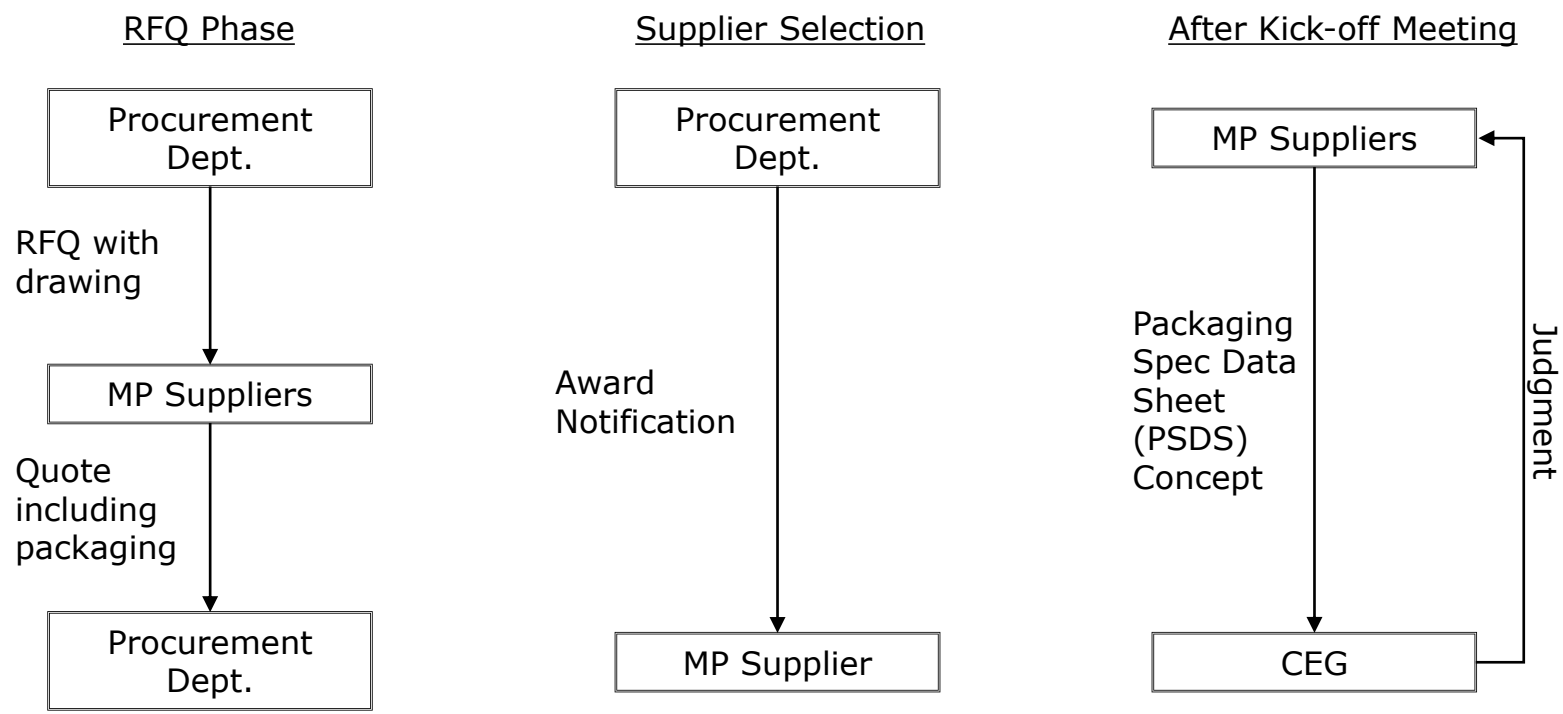 RFQ Phase
Procurement
Dept.
RFQ with
drawing
MP Suppliers
Quote
including
packaging
Procurement
Dept.
Supplier Selection
Procurement
Dept.
Award
Notification
MP Supplier
After Kick-off Meeting
MP Suppliers
Packaging
Spec Data
Sheet
(PSDS)
Concept
Judgment
CEG